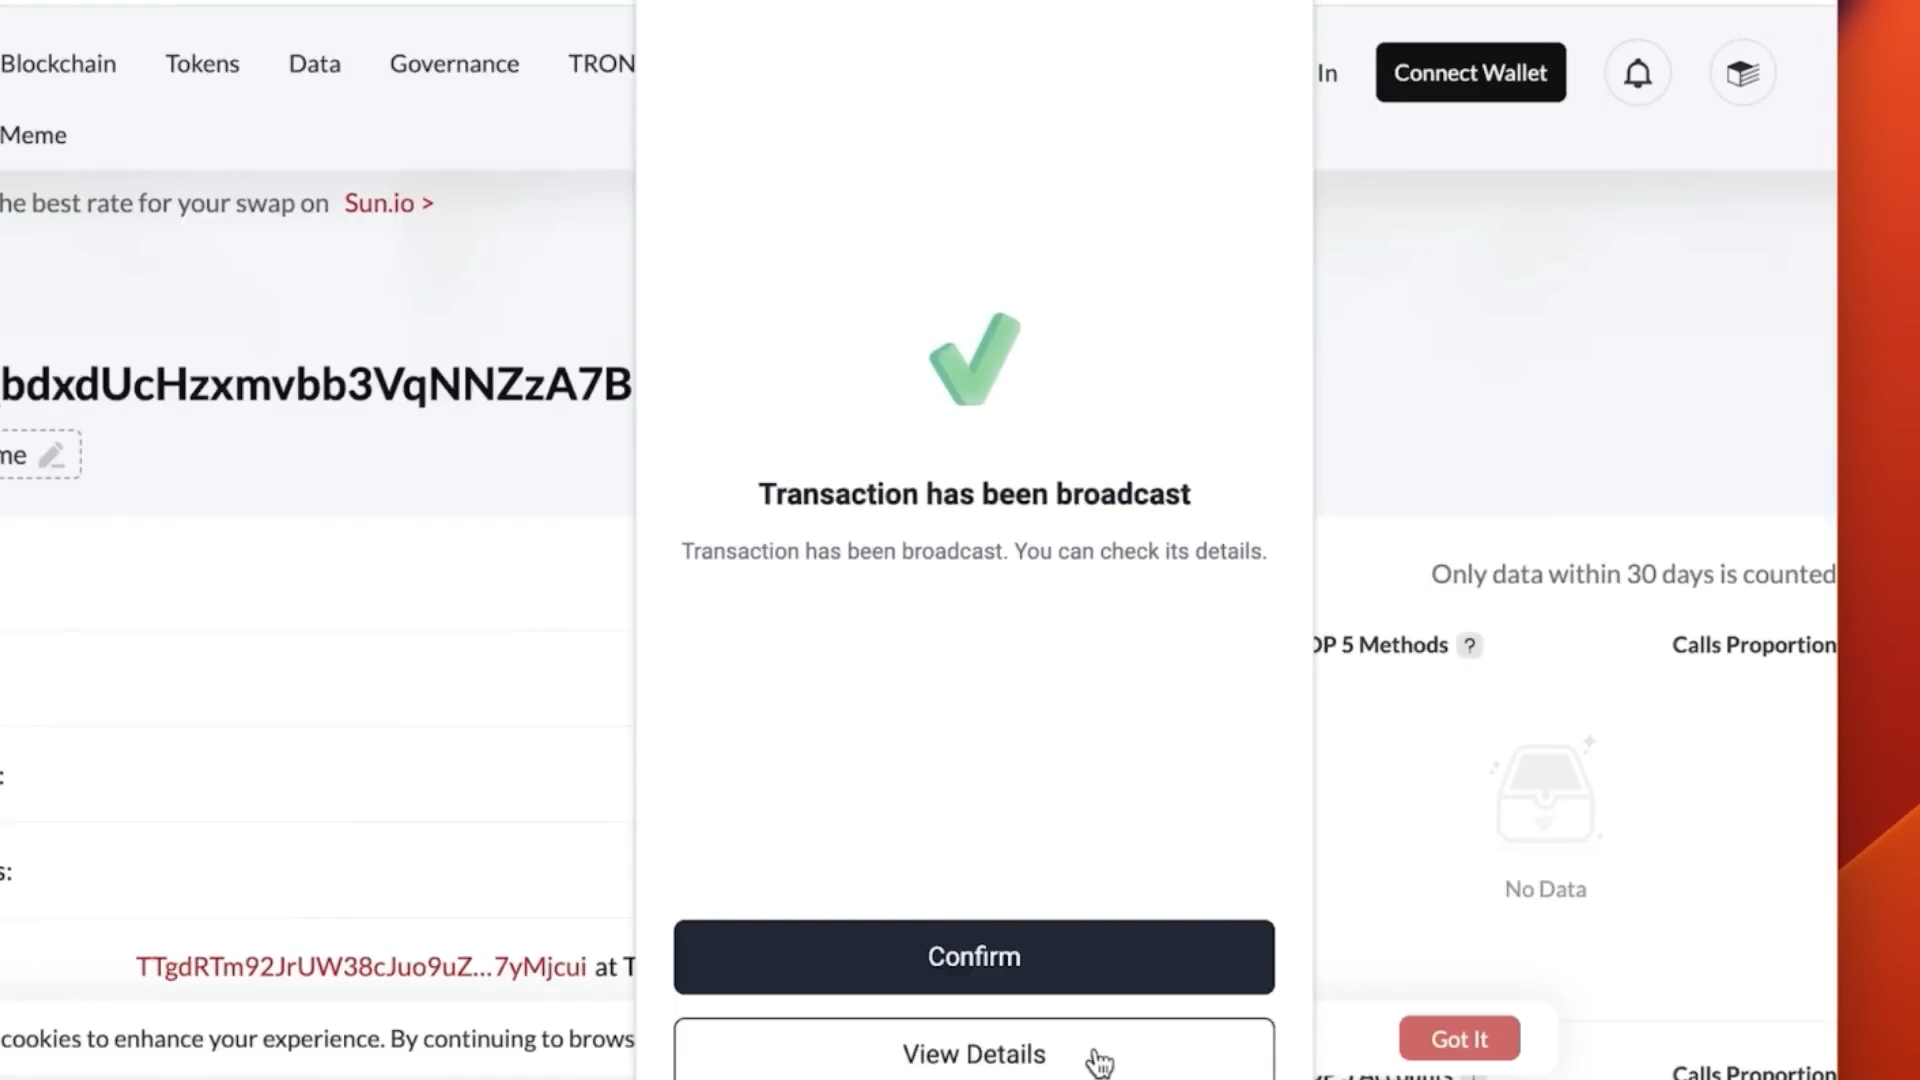 Blockchain Tokens Data Governance TRON
In Connect Wallet
Meme
he best rate for your swap on Sun.io >
bdxdUcHzxmvbb3VqNNZzA7B
me
Transaction has been broadcast
Transaction has been broadcast. You can check its details.
Only data within 30 days is counted
OP 5 Methods ? Calls Proportion
:
No Data
s:
Confirm
TTgdRTm92JrUW38cJuo9uZ...7yMjcui at T
cookies to enhance your experience. By continuing to brows
Got It
View Details
Calls Proportion